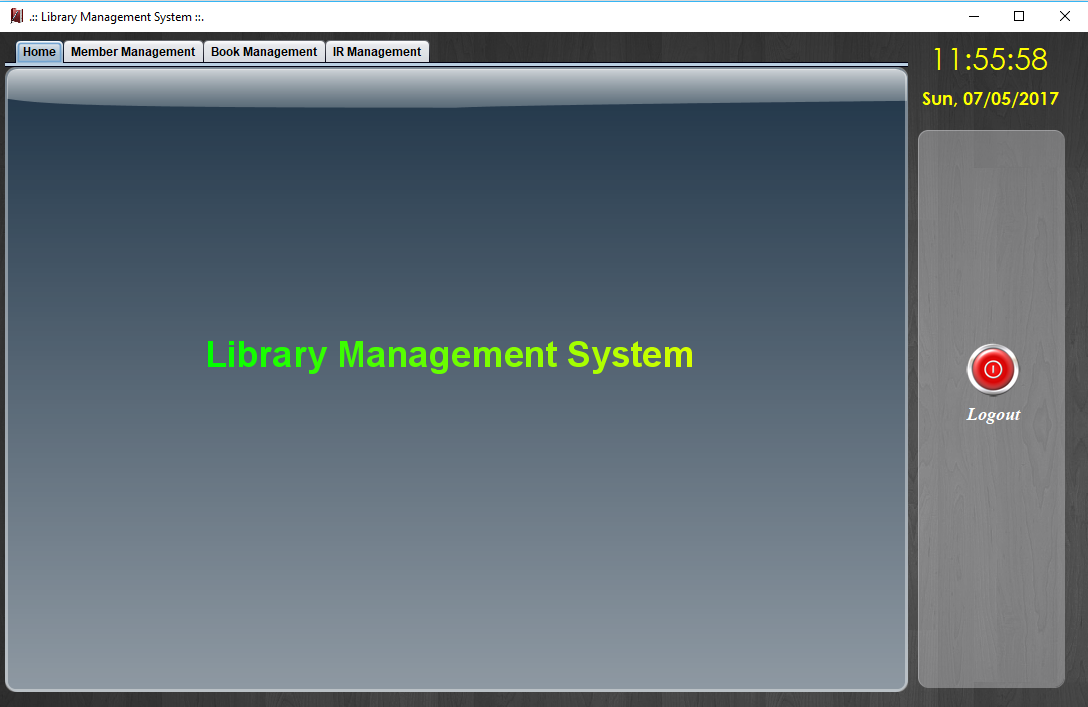 .:: Library Management System ::.
Home Member Management Book Management IR Management
11:55:58
Sun, 07/05/2017
Library Management System
Logout